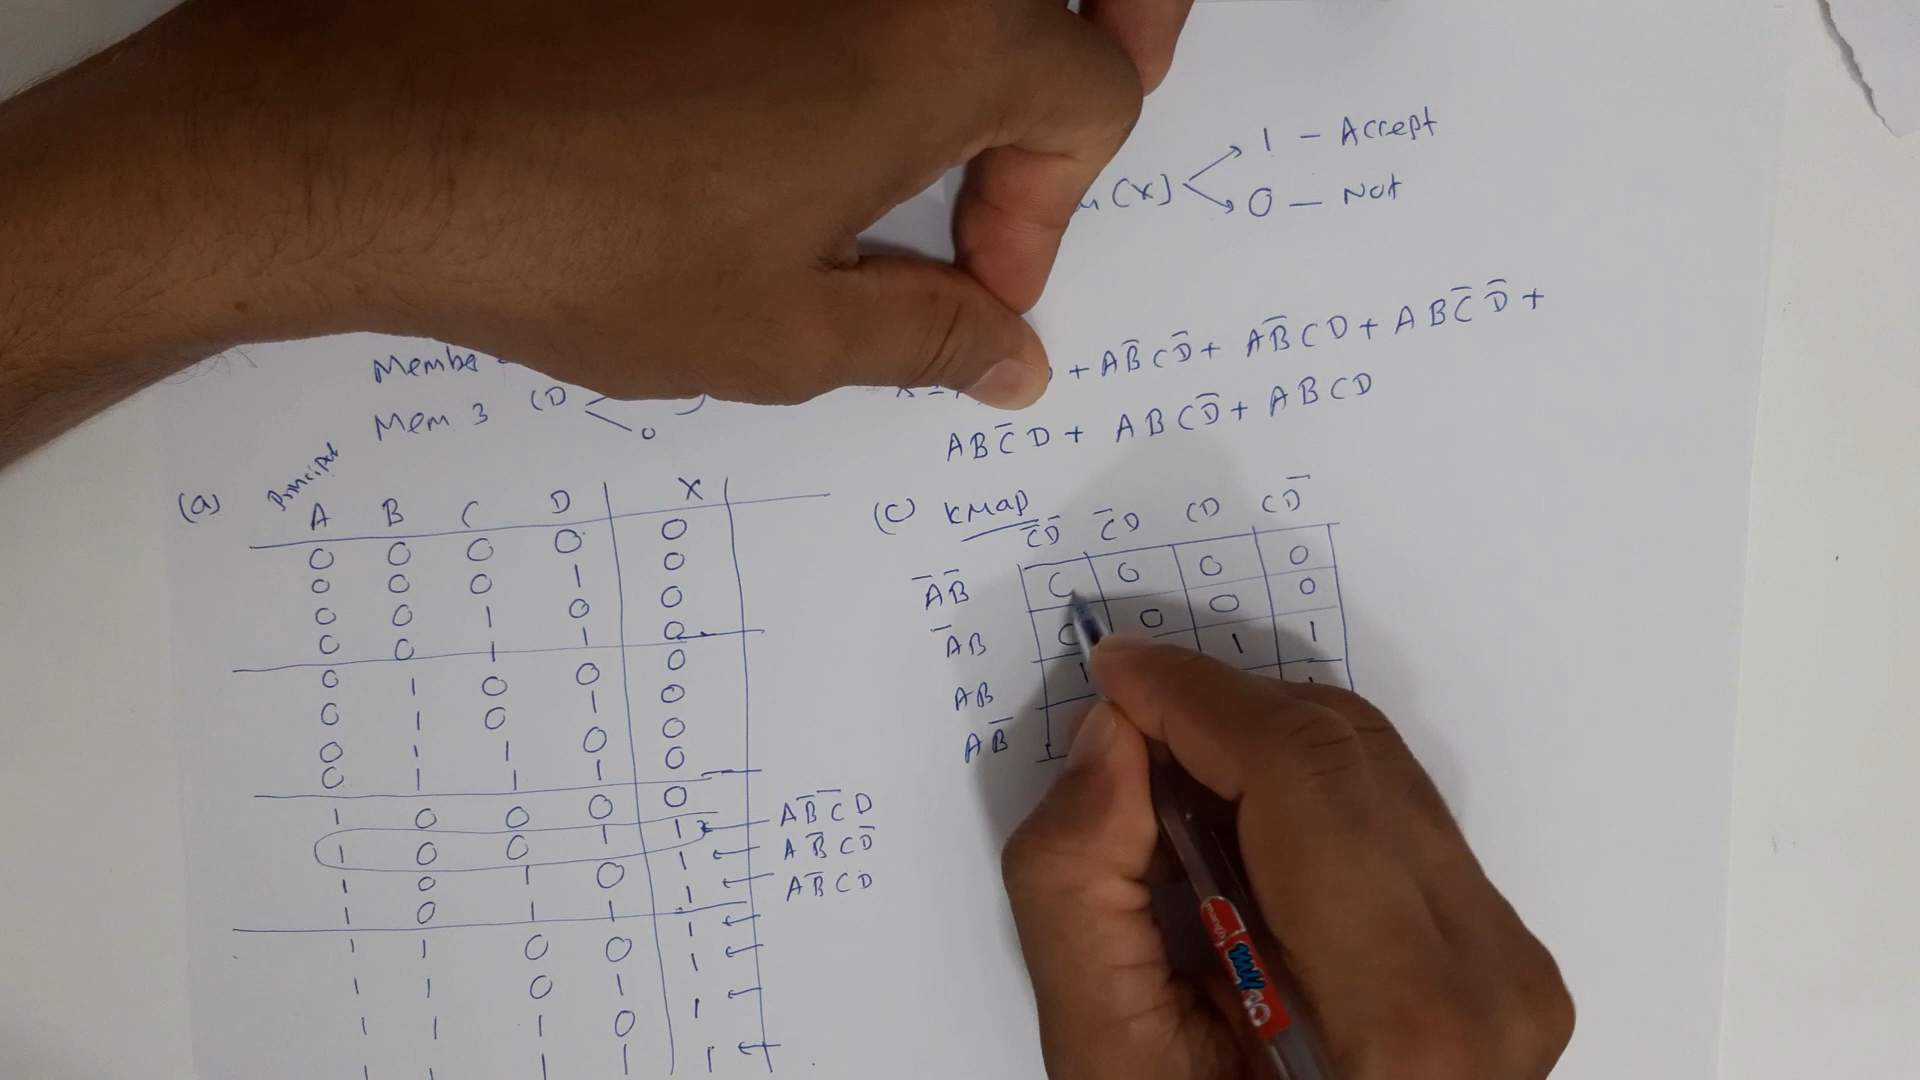 (X) 1 - Accept
0 - Not
+ AB̅CD̅ + AB̅CD + ABC̅D̅ +
ABC̅D + ABCD̅ + ABCD
Membe
Mem 3 (D) 0
(a) Principal
A B C D X
0 0 0 0 0
0 0 0 1 0
0 0 1 0 0
0 0 1 1 0
0 1 0 0 0
0 1 0 1 0
0 1 1 0 0
0 1 1 1 0
1 0 0 0 0
1 0 0 1 1 AB̅C̅D
1 0 1 0 1 AB̅CD̅
1 0 1 1 1 AB̅CD
1 1 0 0 1
1 1 0 1 1
1 1 1 0 1
1 1 1 1 1
(C) KMap
C̅D̅ C̅D CD CD̅
A̅B̅ 0 0 0 0
A̅B 0 0 0 0
AB 1 1 1
AB̅